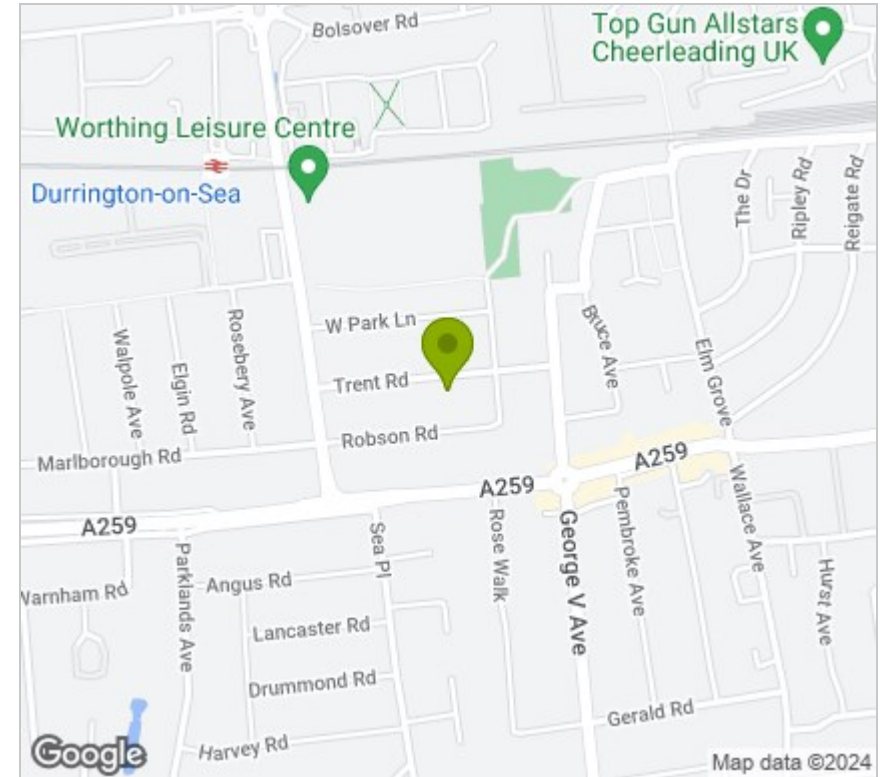 Bolsover Rd
Top Gun Allstars
Cheerleading UK
Worthing Leisure Centre
Durrington-on-Sea
The Dr
Ripley Rd
Reigate Rd
W Park Ln
Walpole Ave
Elgin Rd
Rosebery Ave
Bruce Ave
Elm Grove
Trent Rd
Robson Rd
Marlborough Rd
A259
A259
A259
Sea Pl
Rose Walk
George V Ave
Pembroke Ave
Wallace Ave
Hurst Ave
Warnham Rd
Parklands Ave
Angus Rd
Lancaster Rd
Drummond Rd
Harvey Rd
Gerald Rd
Google
Map data ©2024